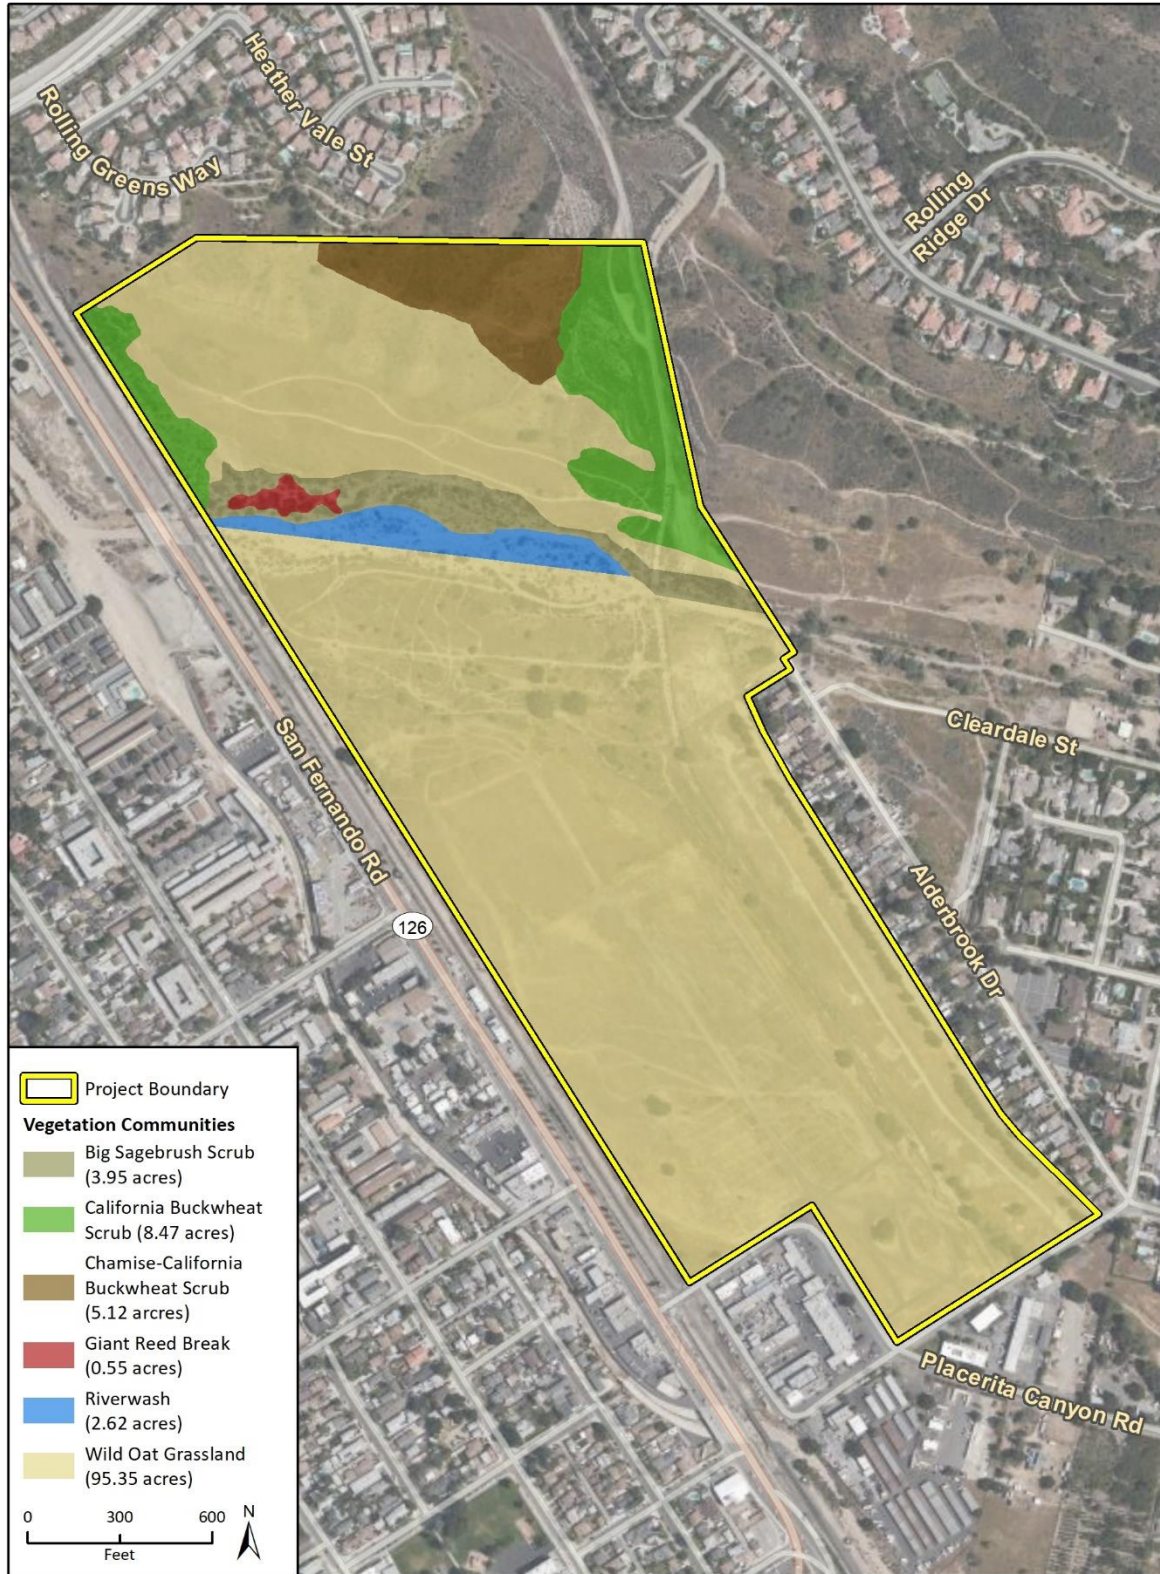 Heather Vale St
Rolling Greens Way
Rolling
Ridge Dr
Cleardale St
San Fernando Rd
Alderbrook Dr
126
Placerita Canyon Rd
Project Boundary
Vegetation Communities
Big Sagebrush Scrub
(3.95 acres)
California Buckwheat
Scrub (8.47 acres)
Chamise-California
Buckwheat Scrub
(5.12 arcres)
Giant Reed Break
(0.55 acres)
Riverwash
(2.62 acres)
Wild Oat Grassland
(95.35 acres)
0 300 600
Feet
N